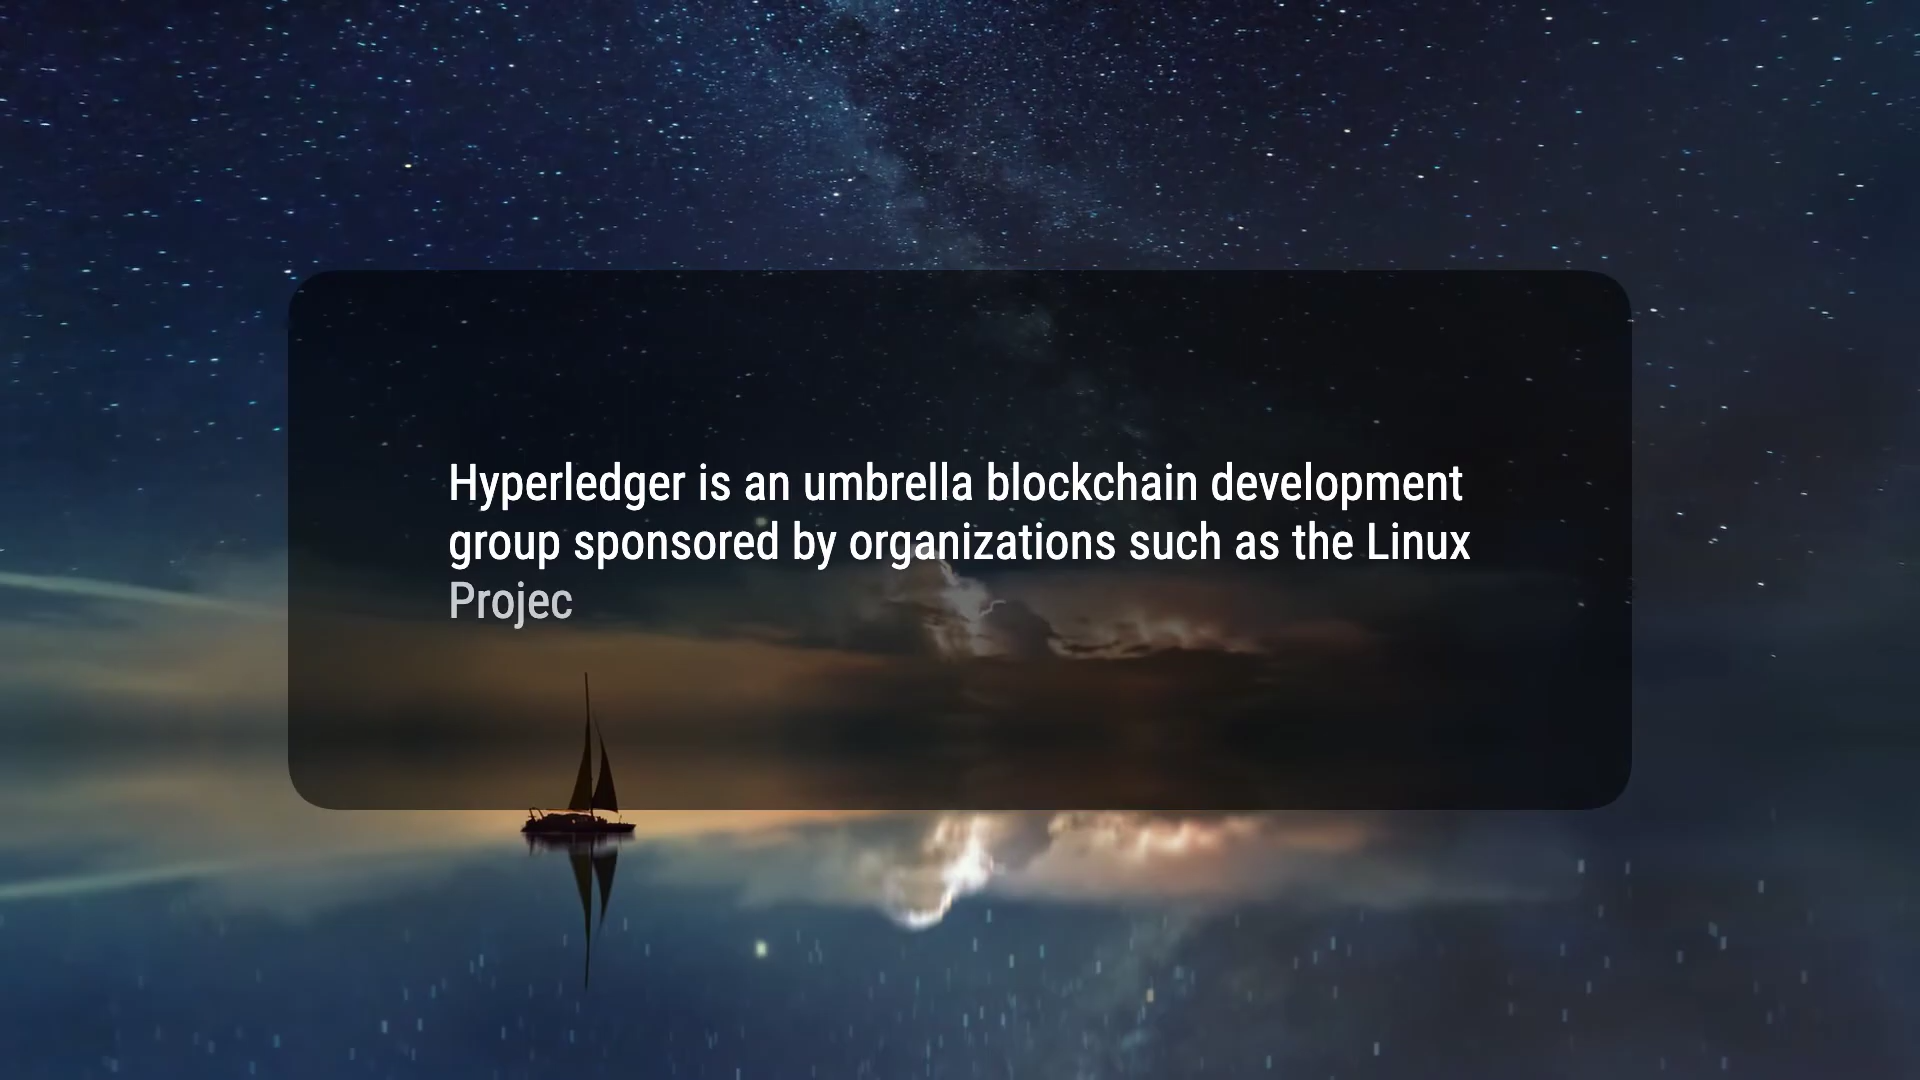 Hyperledger is an umbrella blockchain development
group sponsored by organizations such as the Linux
Projec